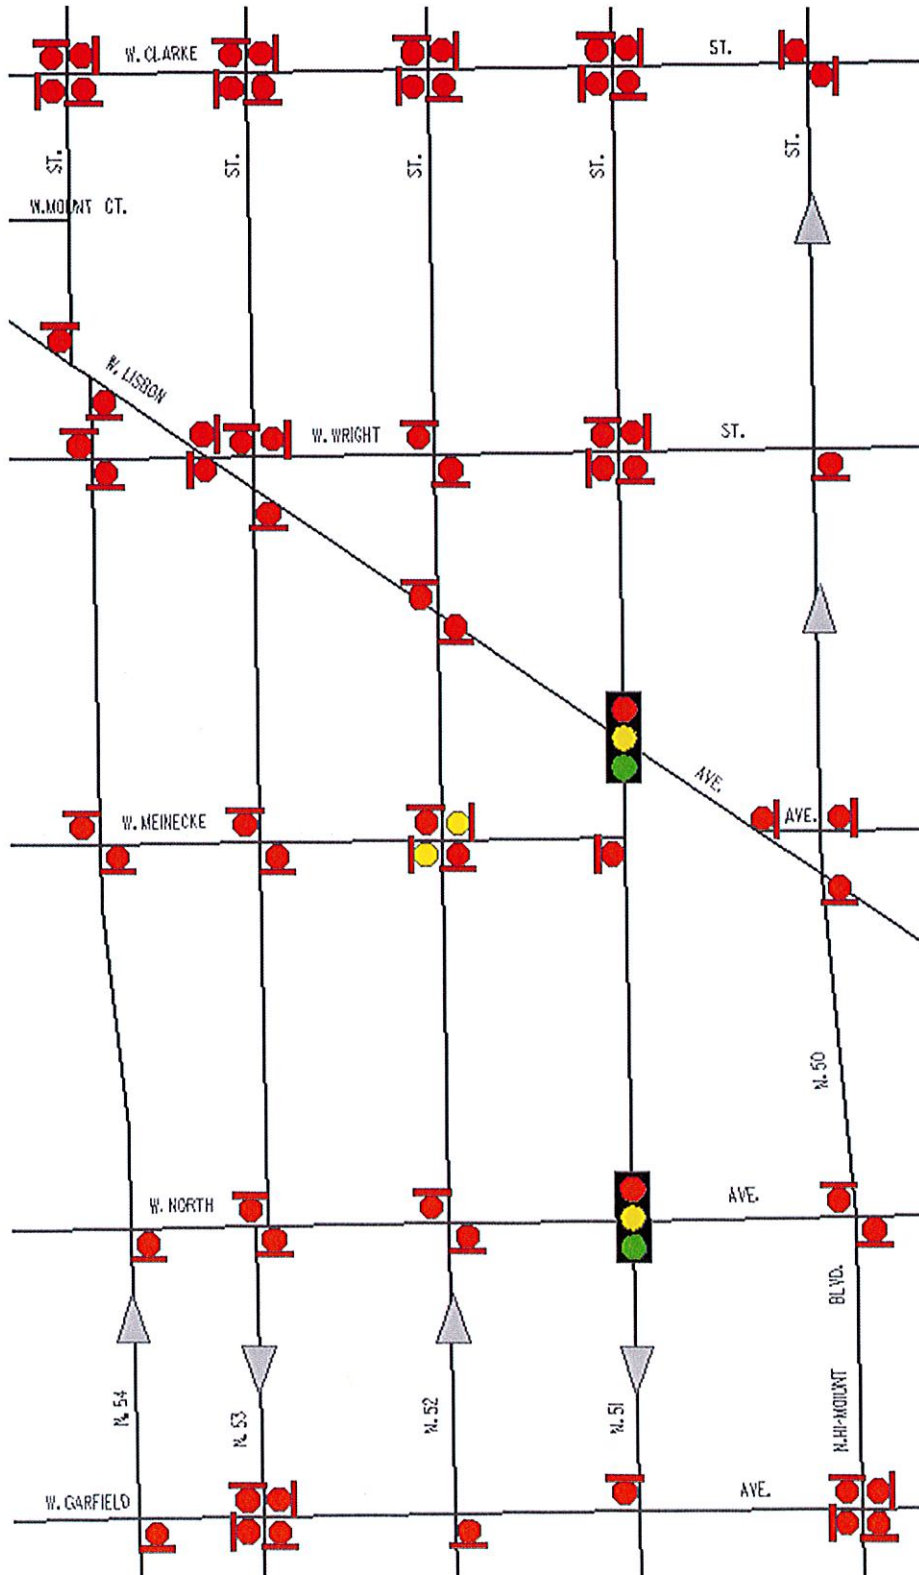 W. CLARKE ST.
ST. ST. ST. ST. ST.
W. MOUNT CT.
W. LISBON AVE.
W. WRIGHT ST.
W. MEINECKE AVE.
N. 50
W. NORTH AVE.
BLVD.
N. 54
N. 53
N. 52
N. 51
N. HI-MOUNT
W. GARFIELD AVE.